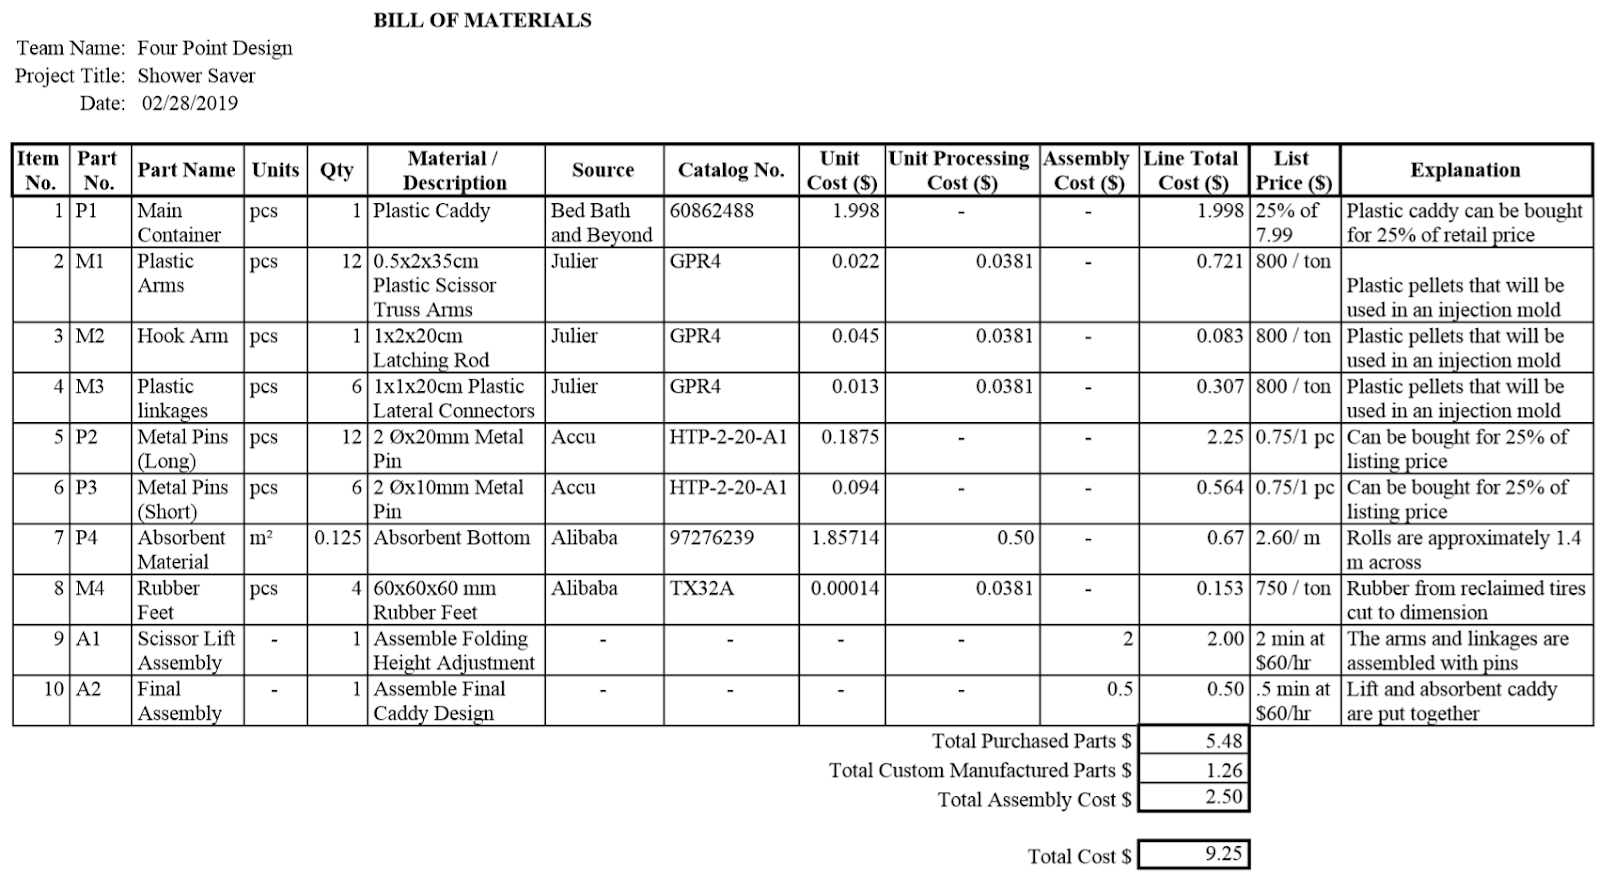 BILL OF MATERIALS
Team Name: Four Point Design
Project Title: Shower Saver
Date: 02/28/2019
Item No. Part No. Part Name Units Qty Material / Description Source Catalog No. Unit Cost ($) Unit Processing Cost ($) Assembly Cost ($) Line Total Cost ($) List Price ($) Explanation
1 P1 Main Container pcs 1 Plastic Caddy Bed Bath and Beyond 60862488 1.998 - - 1.998 25% of 7.99 Plastic caddy can be bought for 25% of retail price
2 M1 Plastic Arms pcs 12 0.5x2x35cm Plastic Scissor Truss Arms Julier GPR4 0.022 0.0381 - 0.721 800 / ton Plastic pellets that will be used in an injection mold
3 M2 Hook Arm pcs 1 1x2x20cm Latching Rod Julier GPR4 0.045 0.0381 - 0.083 800 / ton Plastic pellets that will be used in an injection mold
4 M3 Plastic linkages pcs 6 1x1x20cm Plastic Lateral Connectors Julier GPR4 0.013 0.0381 - 0.307 800 / ton Plastic pellets that will be used in an injection mold
5 P2 Metal Pins (Long) pcs 12 2 Øx20mm Metal Pin Accu HTP-2-20-A1 0.1875 - - 2.25 0.75/1 pc Can be bought for 25% of listing price
6 P3 Metal Pins (Short) pcs 6 2 Øx10mm Metal Pin Accu HTP-2-20-A1 0.094 - - 0.564 0.75/1 pc Can be bought for 25% of listing price
7 P4 Absorbent Material m² 0.125 Absorbent Bottom Alibaba 97276239 1.85714 0.50 - 0.67 2.60/ m Rolls are approximately 1.4 m across
8 M4 Rubber Feet pcs 4 60x60x60 mm Rubber Feet Alibaba TX32A 0.00014 0.0381 - 0.153 750 / ton Rubber from reclaimed tires cut to dimension
9 A1 Scissor Lift Assembly - 1 Assemble Folding Height Adjustment - - - - 2 2.00 2 min at $60/hr The arms and linkages are assembled with pins
10 A2 Final Assembly - 1 Assemble Final Caddy Design - - - - 0.5 0.50 .5 min at $60/hr Lift and absorbent caddy are put together
Total Purchased Parts $ 5.48
Total Custom Manufactured Parts $ 1.26
Total Assembly Cost $ 2.50
Total Cost $ 9.25